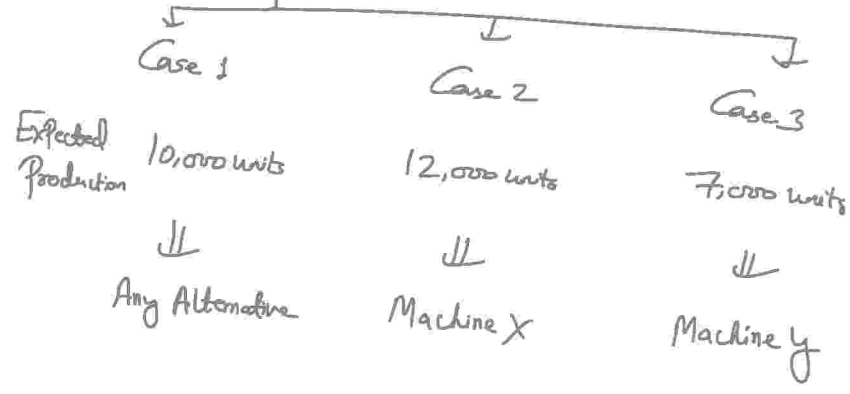 Case 1
Case 2
Case 3
Expected Production
10,000 units
12,000 units
7,000 units
Any Alternative
Machine X
Machine Y